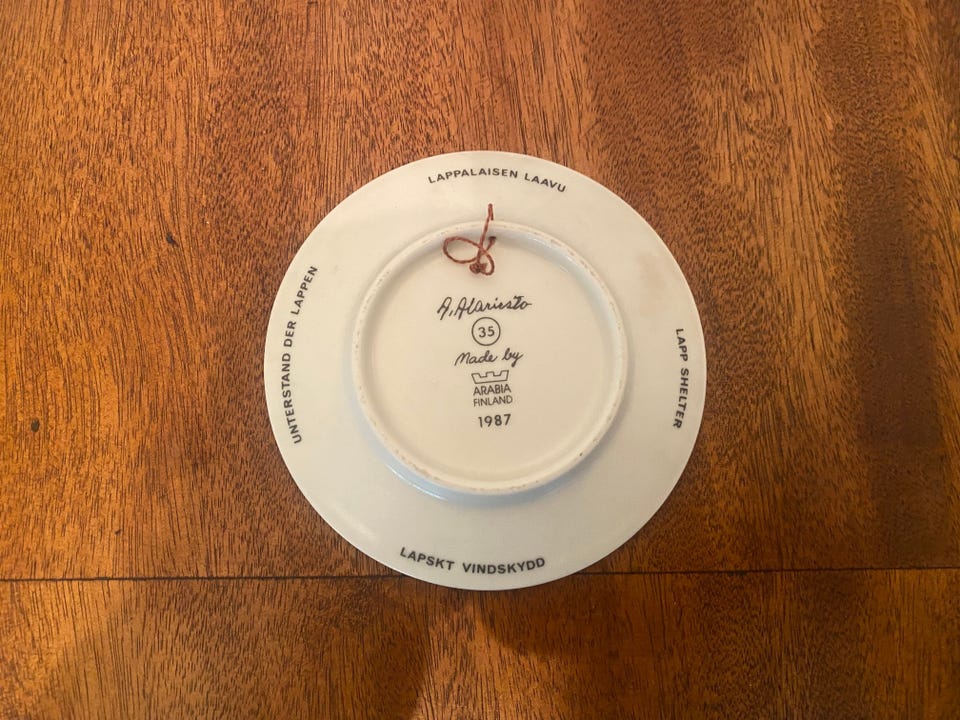 LAPPALAISEN LAAVU
UNTERSTAND DER LAPPEN
A. Alariesto
35
Made by
ARABIA
FINLAND
1987
LAPP SHELTER
LAPSKT VINDSKYDD